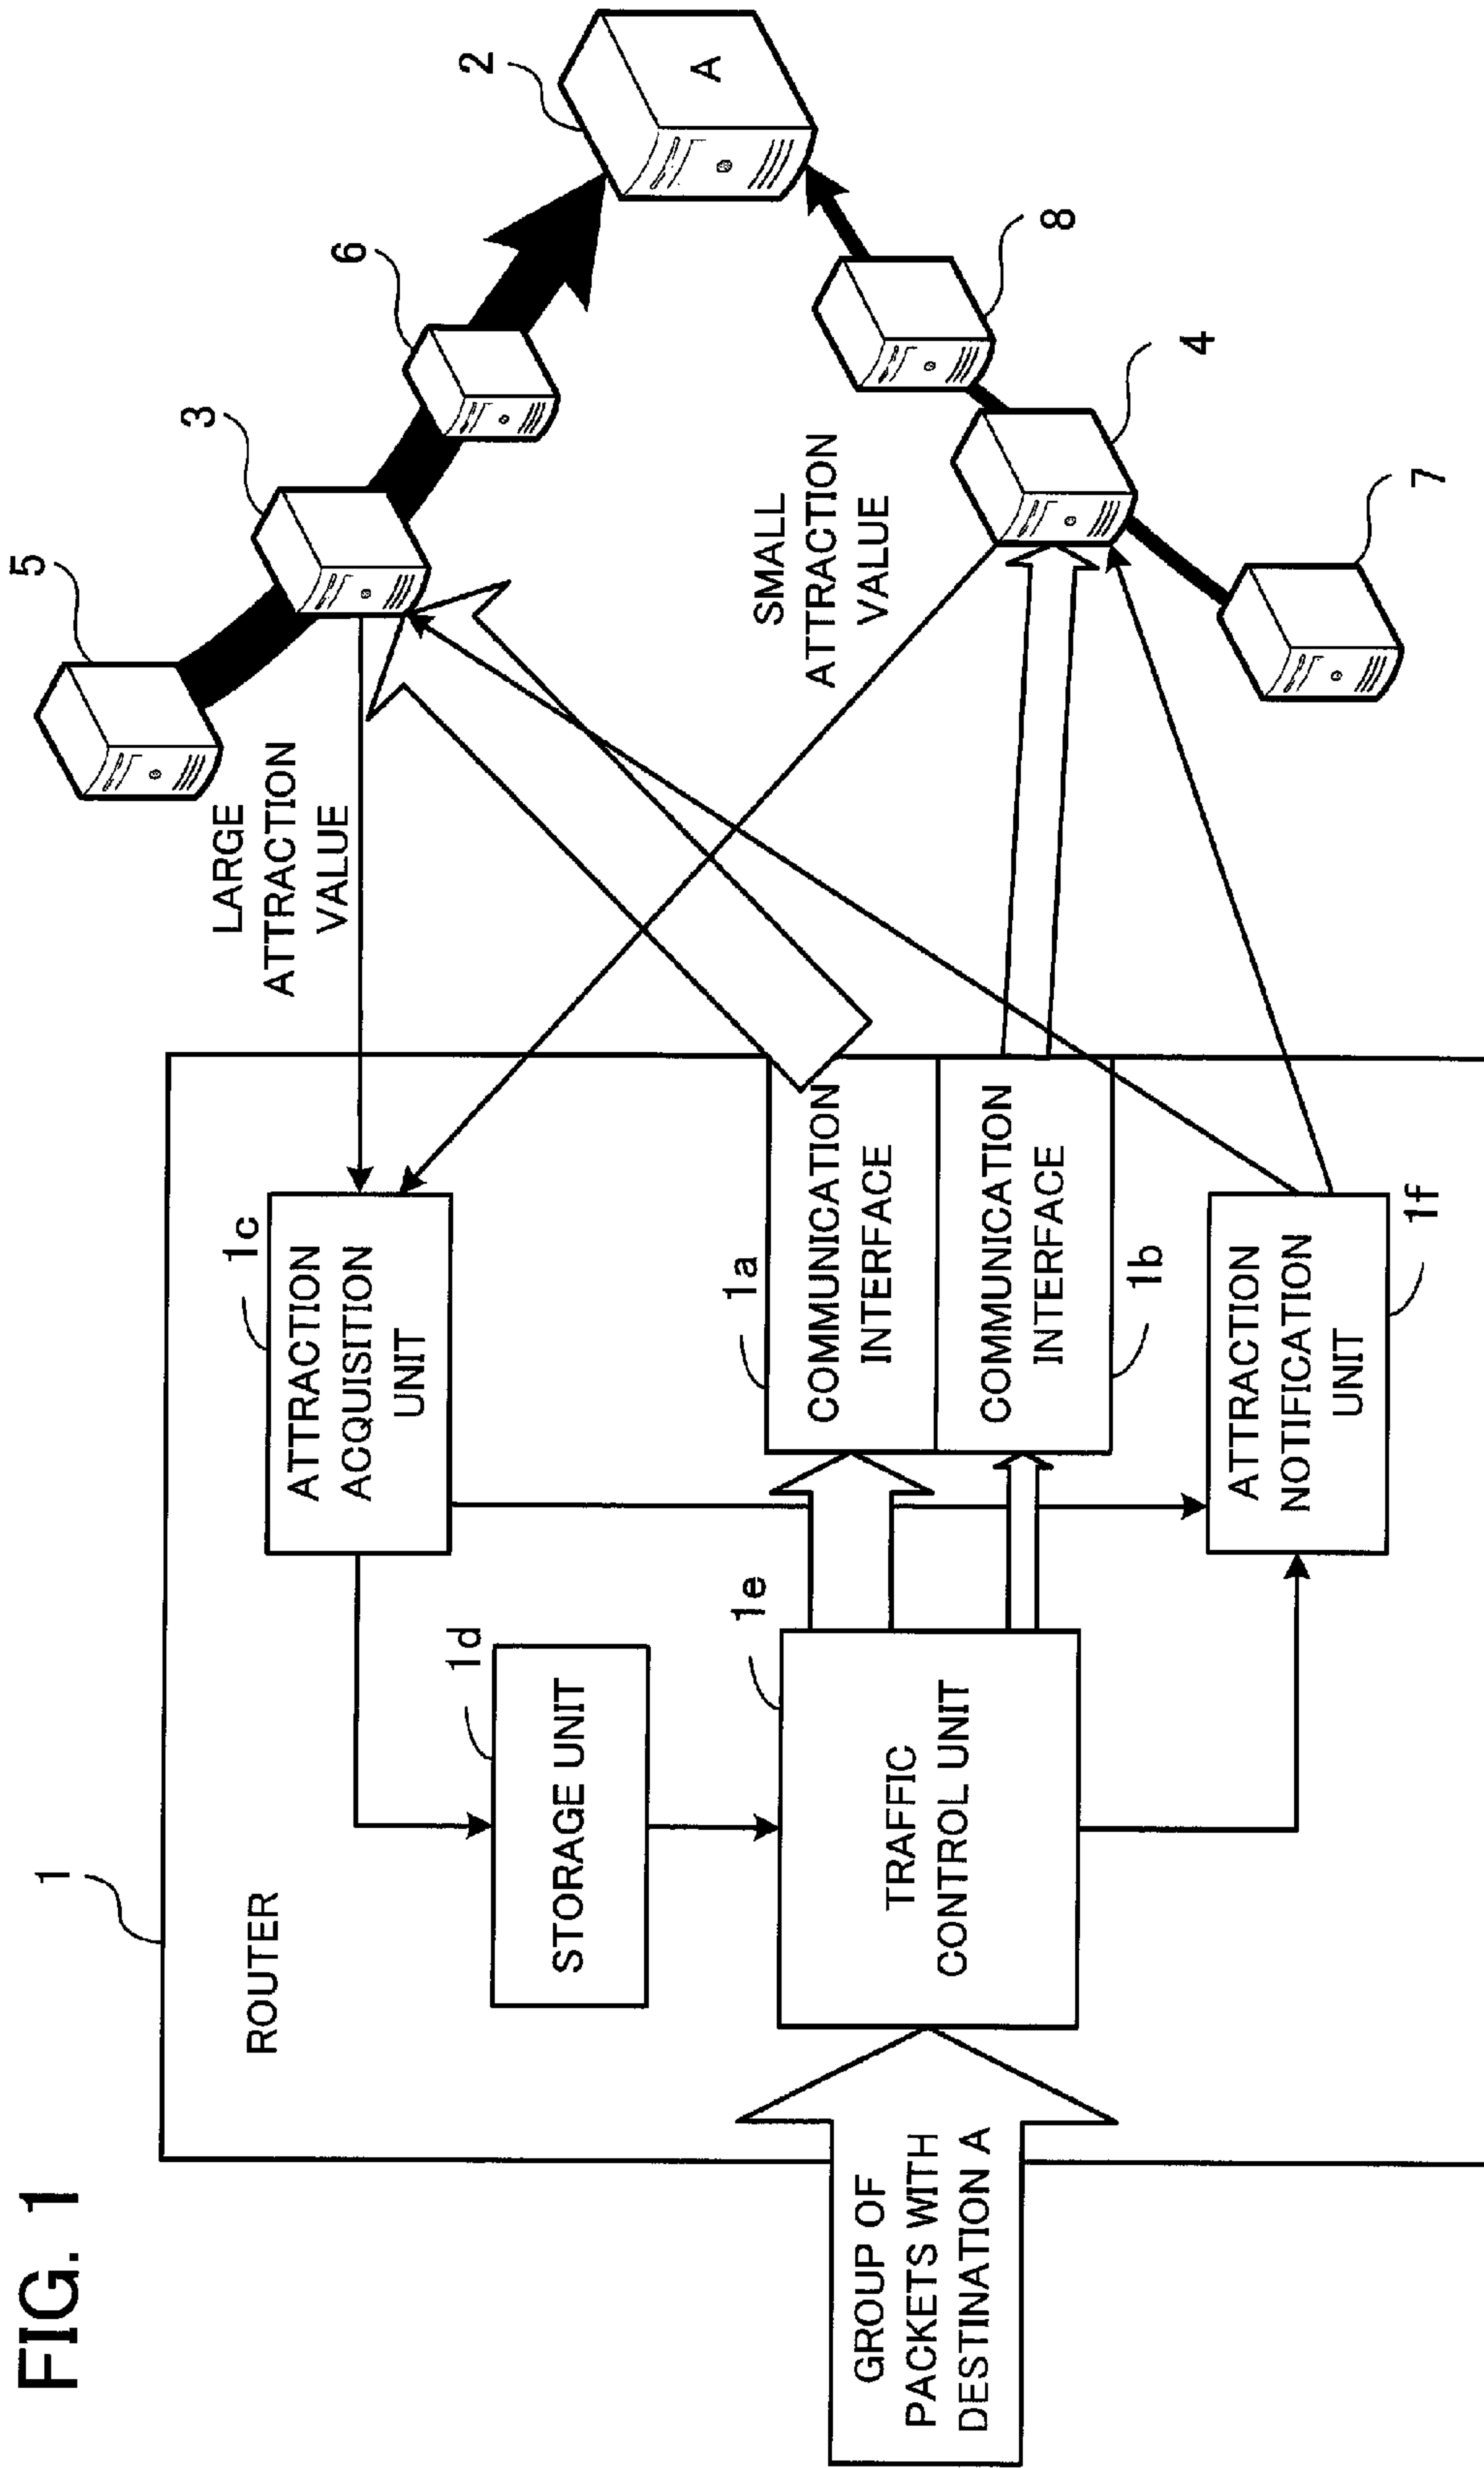 FIG. 1
1
ROUTER
GROUP OF
PACKETS WITH
DESTINATION A
1d
STORAGE UNIT
1e
TRAFFIC
CONTROL UNIT
1c
ATTRACTION
ACQUISITION
UNIT
1a
COMMUNICATION
INTERFACE
COMMUNICATION
INTERFACE
1b
ATTRACTION
NOTIFICATION
UNIT
1f
LARGE
ATTRACTION
VALUE
SMALL
ATTRACTION
VALUE
5
3
6
2
A
8
4
7